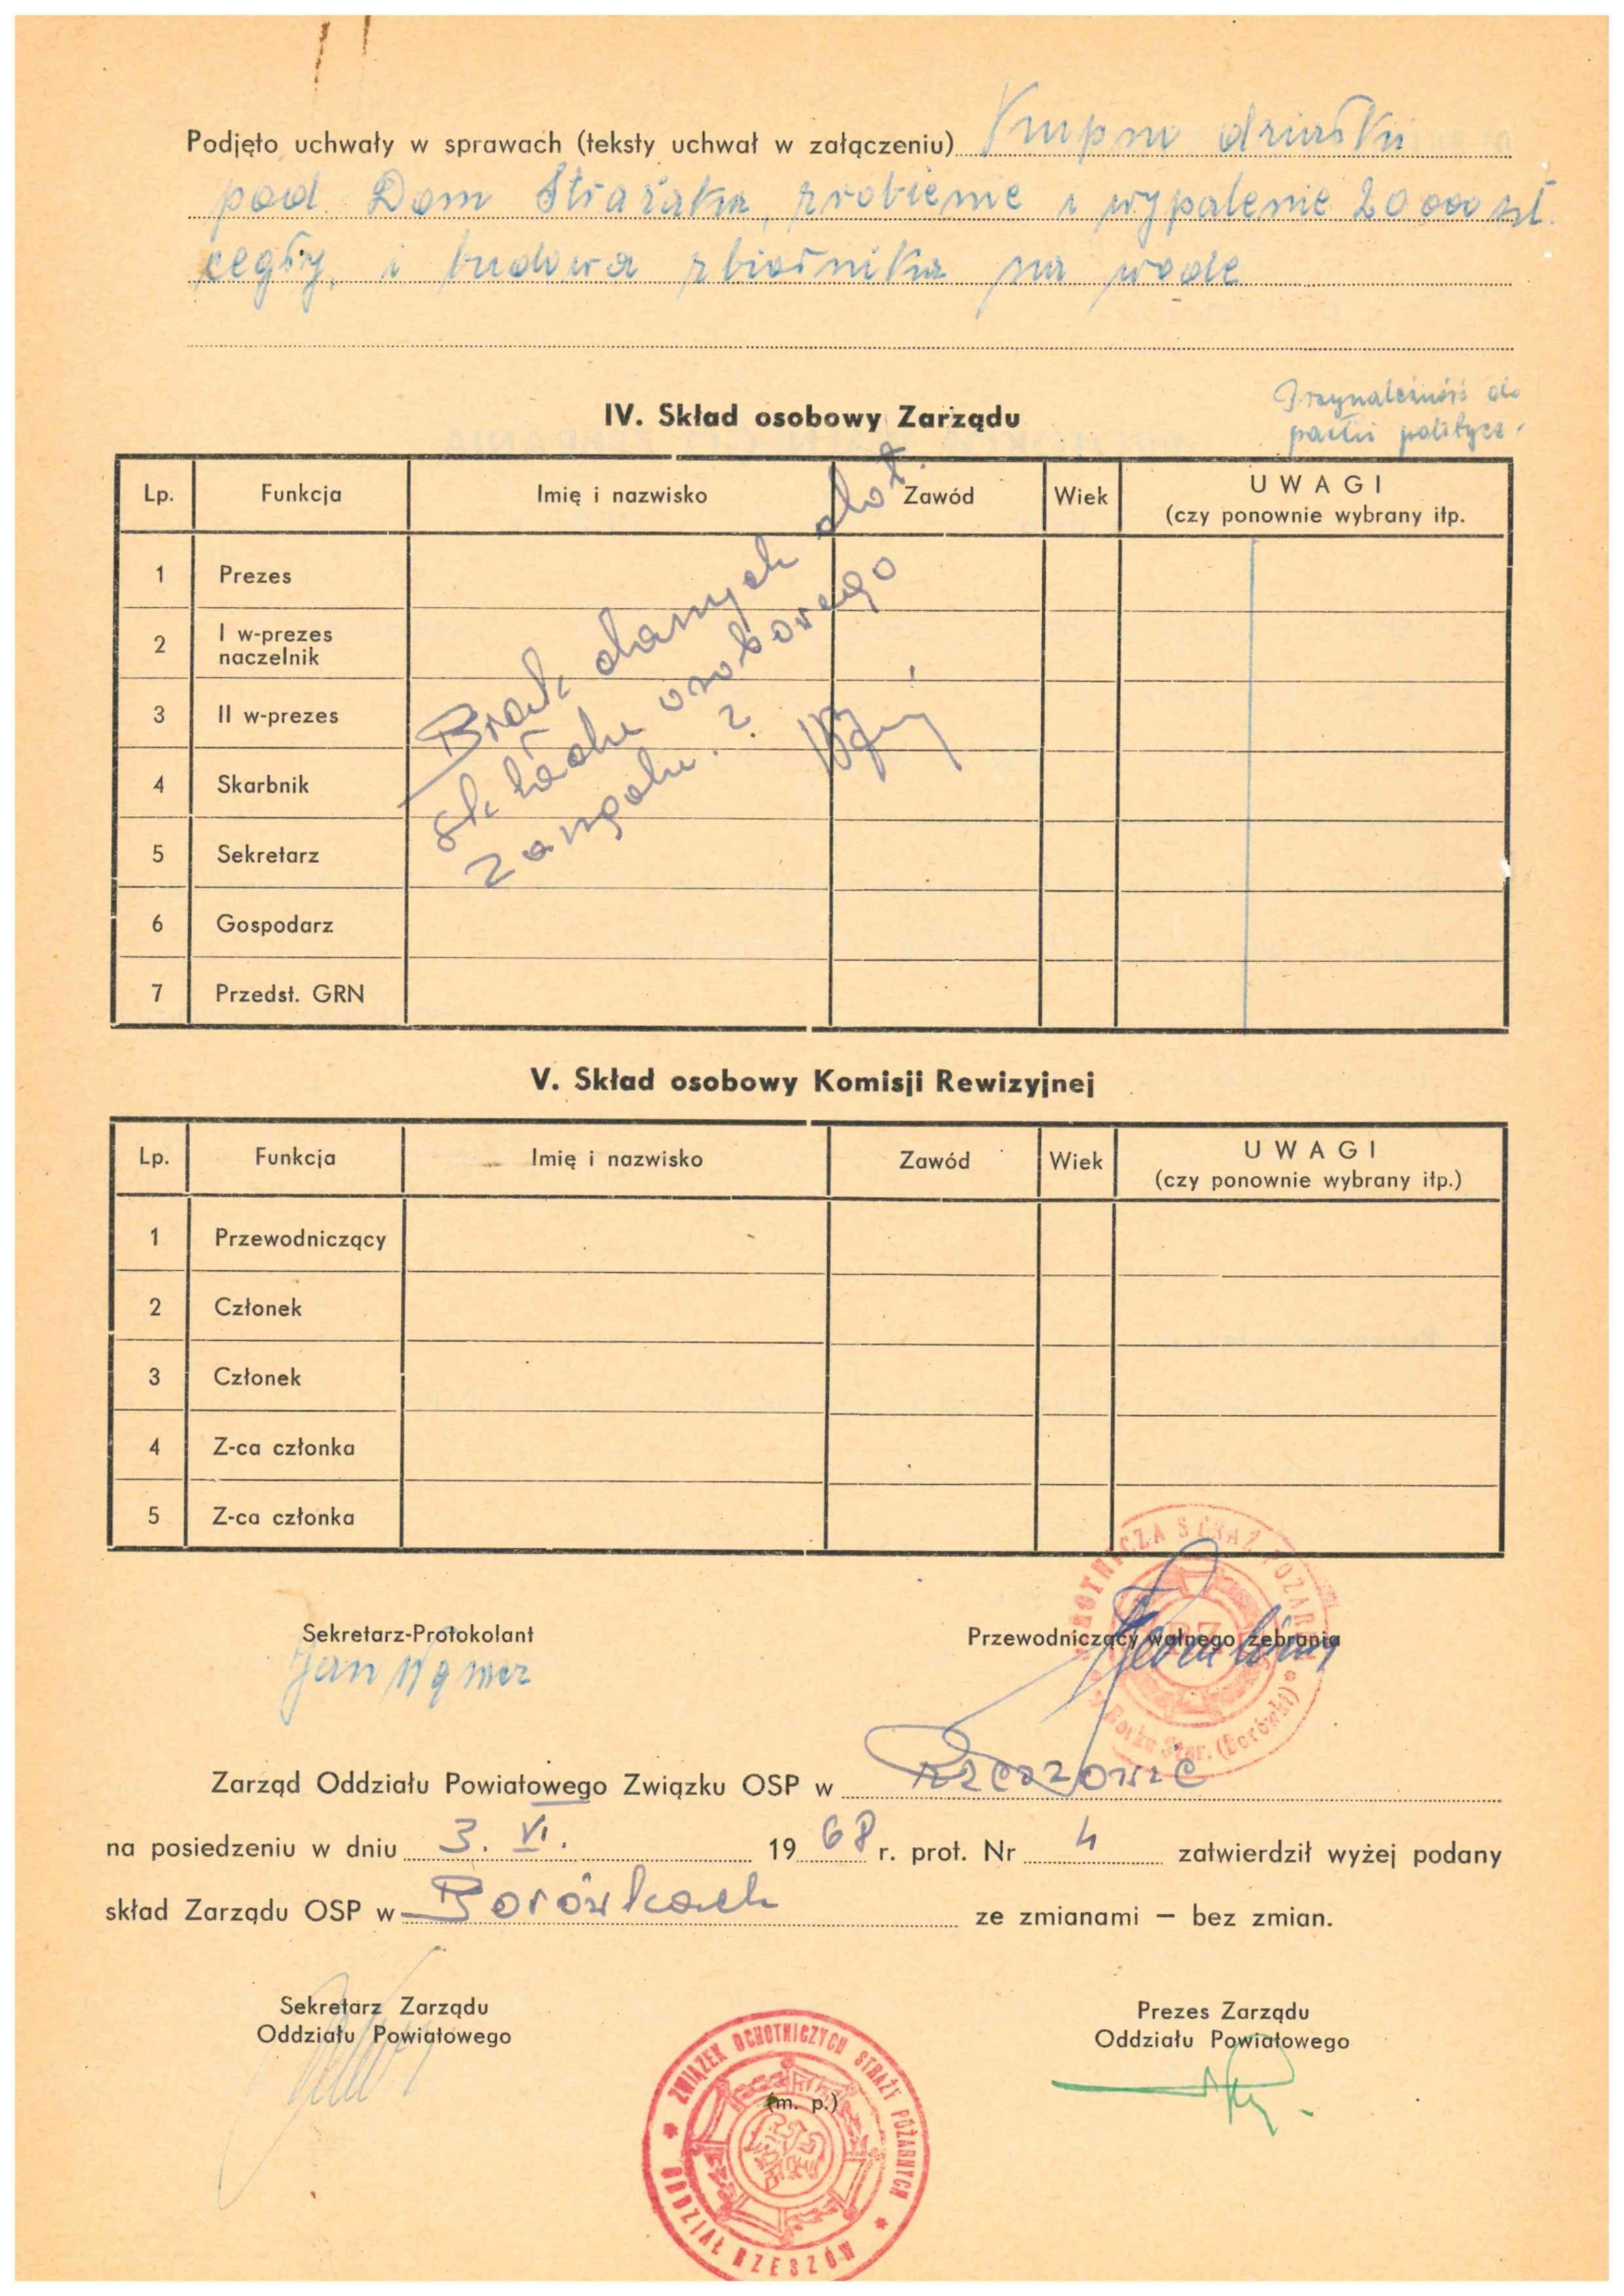 Podjęto uchwały w sprawach (teksty uchwał w załączeniu) Kupno działki
pod Dom Strażaka, zrobienie i wypalenie 20000 szt.
cegły, i budowa zbiornika na wodę
IV. Skład osobowy Zarządu
Przynależność do
partii politycz.
Lp. Funkcja Imię i nazwisko Zawód Wiek UWAGI
(czy ponownie wybrany itp.
1 Prezes
2 I w-prezes
naczelnik
3 II w-prezes
4 Skarbnik
5 Sekretarz
6 Gospodarz
7 Przedst. GRN
Brak danych dot.
składu osobowego
zarządu.?
V. Skład osobowy Komisji Rewizyjnej
Lp. Funkcja Imię i nazwisko Zawód Wiek UWAGI
(czy ponownie wybrany itp.)
1 Przewodniczący
2 Członek
3 Członek
4 Z-ca członka
5 Z-ca członka
Sekretarz-Protokolant
Jan
Przewodniczący walnego zebrania
OCHOTNICZA STRAŻ POŻARNA
Borku Star. (Borówki)
Zarząd Oddziału Powiatowego Związku OSP w Rzeszowie
na posiedzeniu w dniu 3. VI. 1968 r. prot. Nr 4 zatwierdził wyżej podany
skład Zarządu OSP w Borówkach ze zmianami — bez zmian.
Sekretarz Zarządu
Oddziału Powiatowego
Prezes Zarządu
Oddziału Powiatowego
(m. p.)
ZWIĄZEK OCHOTNICZYCH STRAŻY POŻARNYCH
ODDZIAŁ RZESZÓW